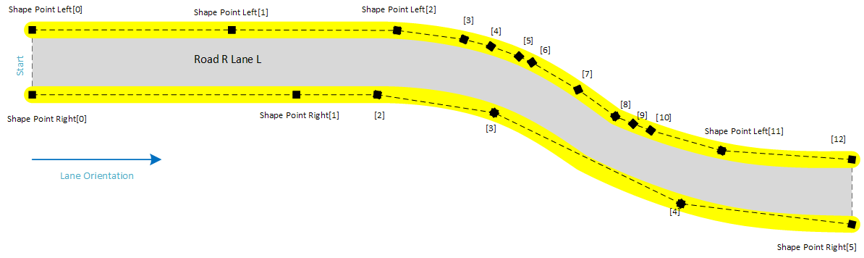 Shape Point Left[0]
Shape Point Left[1]
Shape Point Left[2]
[3]
[4]
[5]
[6]
[7]
[8]
[9]
[10]
Shape Point Left[11]
[12]
Start
Road R Lane L
Shape Point Right[0]
Shape Point Right[1]
[2]
[3]
[4]
Shape Point Right[5]
Lane Orientation